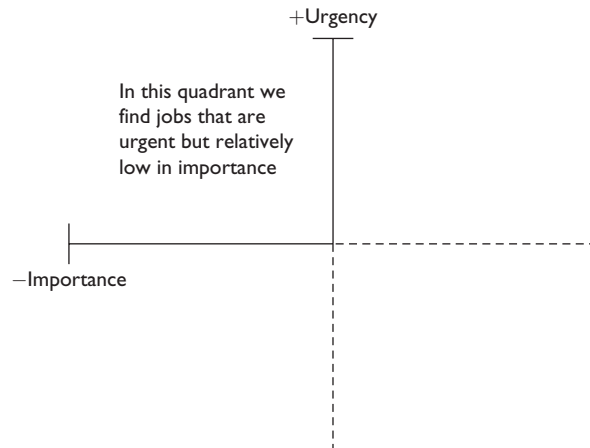 +Urgency
In this quadrant we
find jobs that are
urgent but relatively
low in importance
−Importance